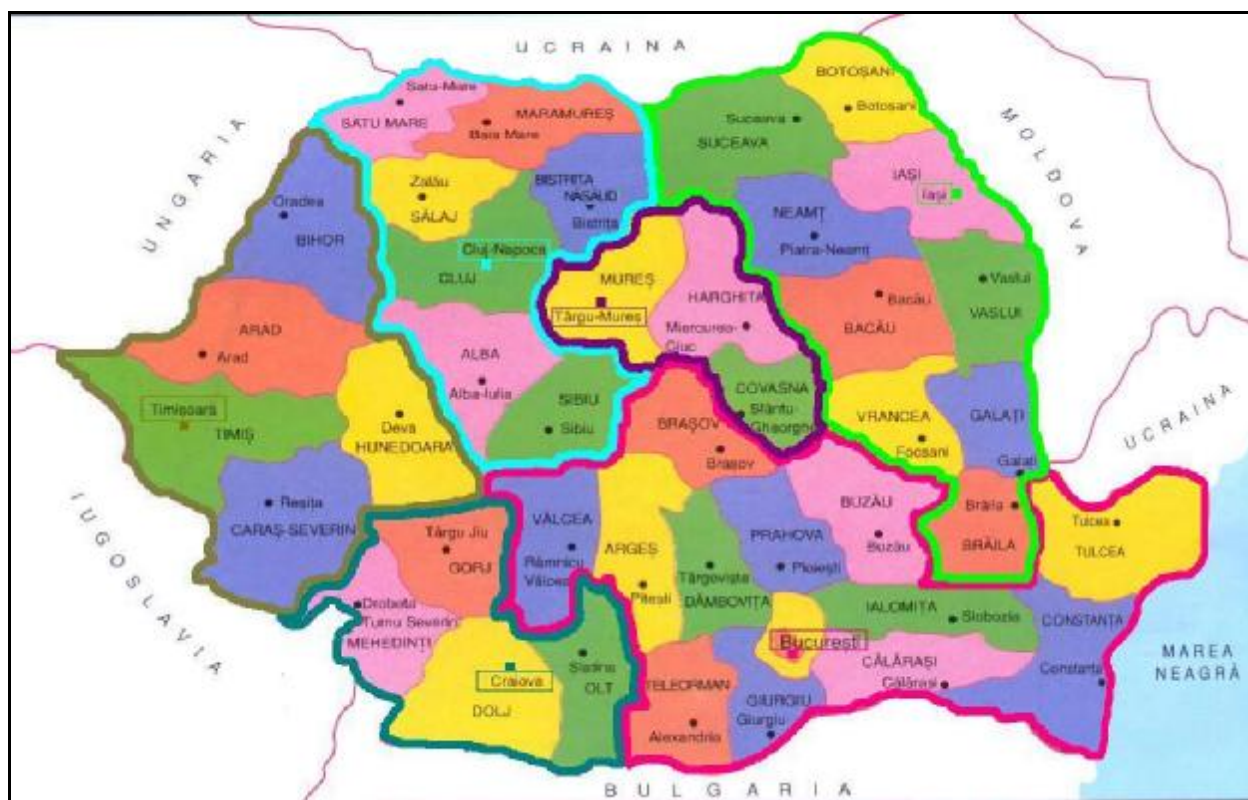 UCRAINA
BOTOȘANI
Botosani
Satu-Mare
SATU MARE
MARAMUREȘ
Baia Mare
Suceava
SUCEAVA
MOLDOVA
UNGARIA
IAȘI
Iași
Zalău
SĂLAJ
BISTRIȚA
NASAUD
Bistrița
Oradea
BIHOR
NEAMȚ
Piatra-Neamț
Cluj-Napoca
CLUJ
MUREȘ
Târgu-Mureș
HARGHITA
Miercurea-
Ciuc
Vaslui
VASLUI
Bacău
BACĂU
ARAD
Arad
ALBA
Alba-Iulia
SIBIU
Sibiu
COVASNA
Sfântu-
Gheorghe
Timișoara
TIMIȘ
Deva
HUNEDOARA
BRAȘOV
Brașov
VRANCEA
Focsani
GALAȚI
Galați
UCRAINA
IUGOSLAVIA
Reșița
CARAȘ-SEVERIN
Târgu Jiu
GORJ
VÂLCEA
Râmnicu
Vâlcea
ARGEȘ
Pitești
Târgoviște
DÂMBOVIȚA
PRAHOVA
Ploiești
BUZĂU
Buzău
Brăila
BRĂILA
Tulcea
TULCEA
Drobeta
Turnu Severin
MEHEDINȚI
Craiova
DOLJ
Slatina
OLT
TELEORMAN
Alexandria
București
GIURGIU
Giurgiu
IALOMIȚA
Slobozia
CĂLĂRAȘI
Călărași
CONSTANȚA
Constanța
MAREA
NEAGRĂ
BULGARIA